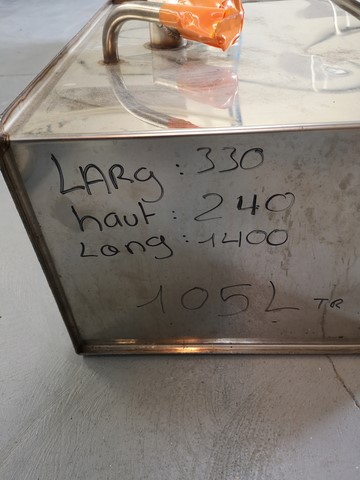 LARg : 330
haut : 240
Long : 1400
105L TR